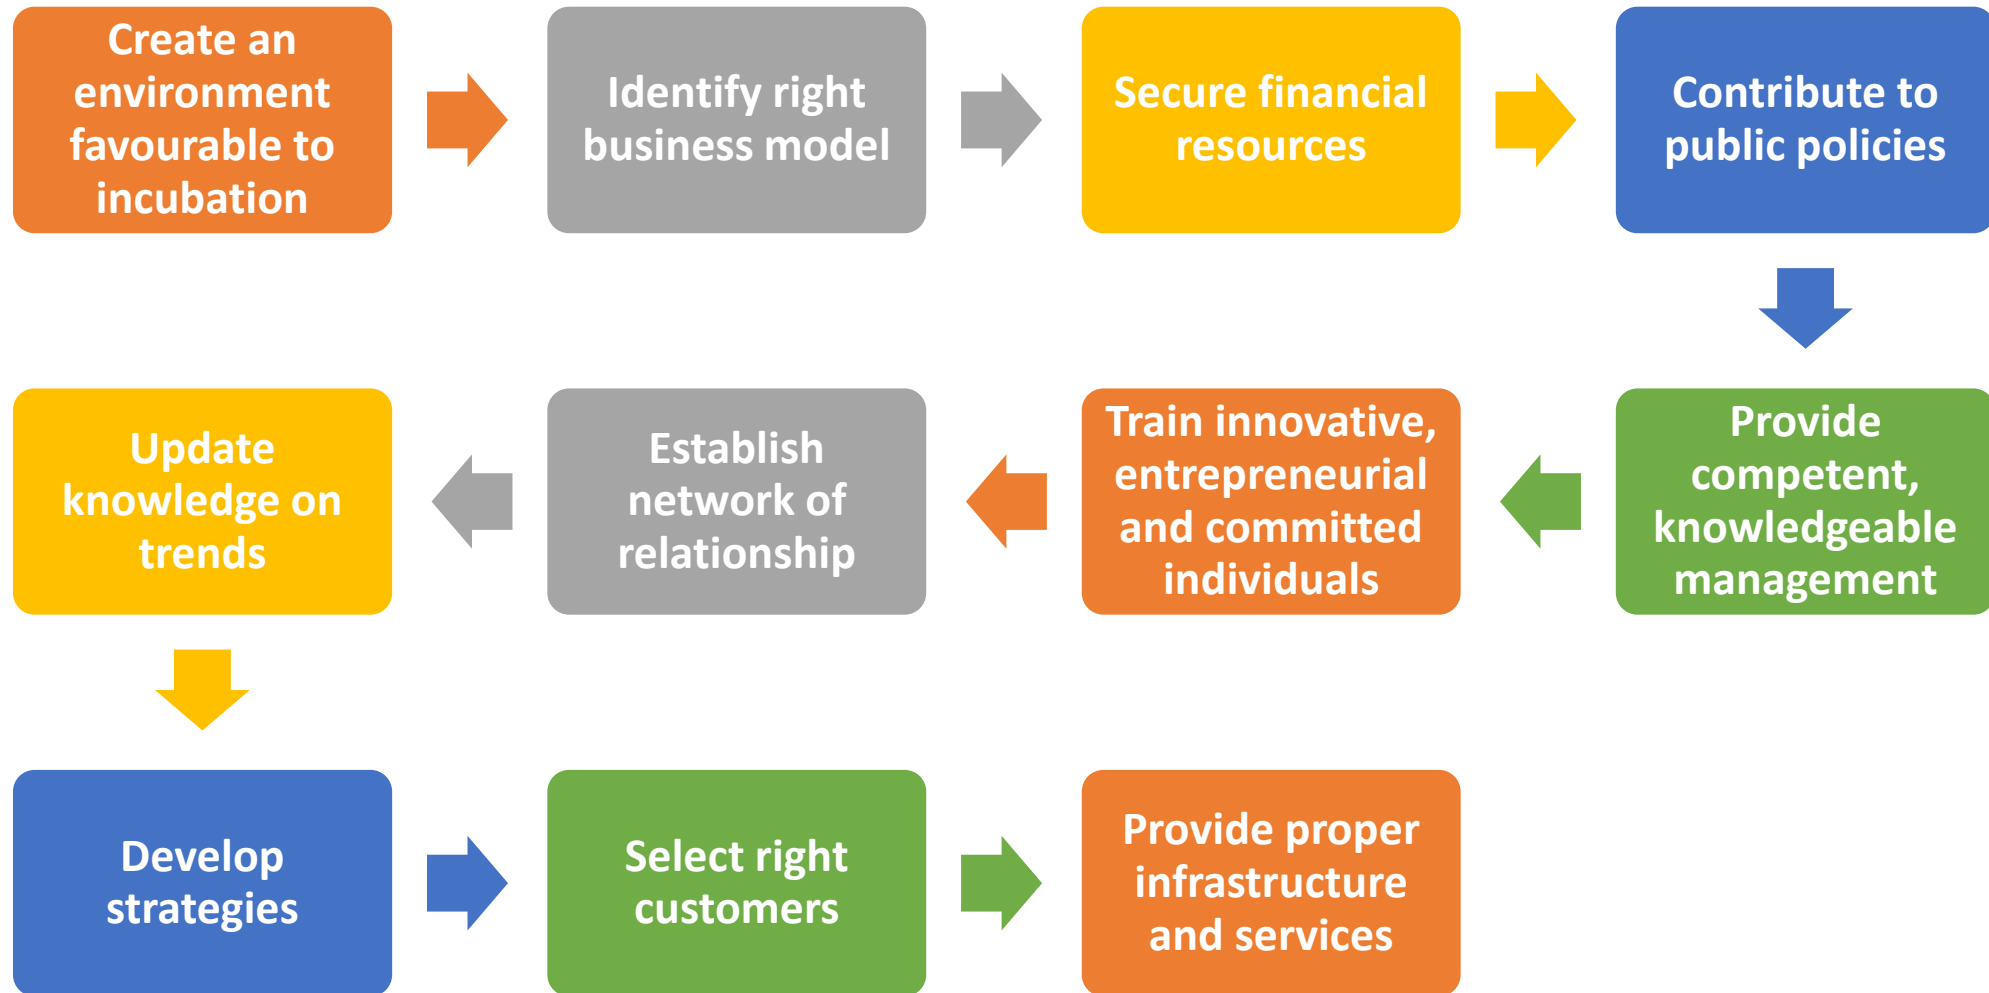 Create an
environment
favourable to
incubation
Identify right
business model
Secure financial
resources
Contribute to
public policies
Provide
competent,
knowledgeable
management
Train innovative,
entrepreneurial
and committed
individuals
Establish
network of
relationship
Update
knowledge on
trends
Develop
strategies
Select right
customers
Provide proper
infrastructure
and services